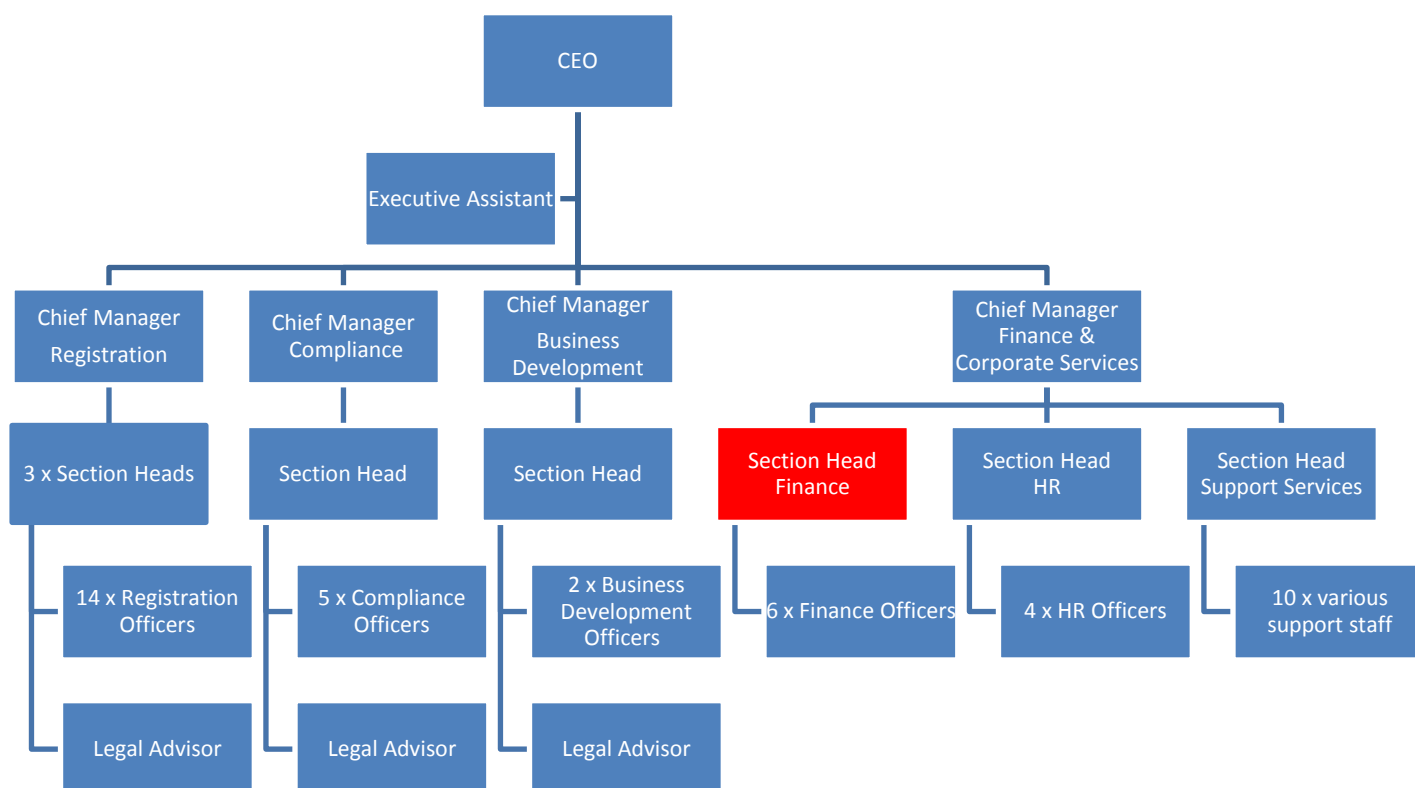 CEO
Executive Assistant
Chief Manager
Registration
Chief Manager
Compliance
Chief Manager
Business
Development
Chief Manager
Finance &
Corporate Services
3 x Section Heads
Section Head
Section Head
Section Head
Finance
Section Head
HR
Section Head
Support Services
14 x Registration
Officers
5 x Compliance
Officers
2 x Business
Development
Officers
6 x Finance Officers
4 x HR Officers
10 x various
support staff
Legal Advisor
Legal Advisor
Legal Advisor